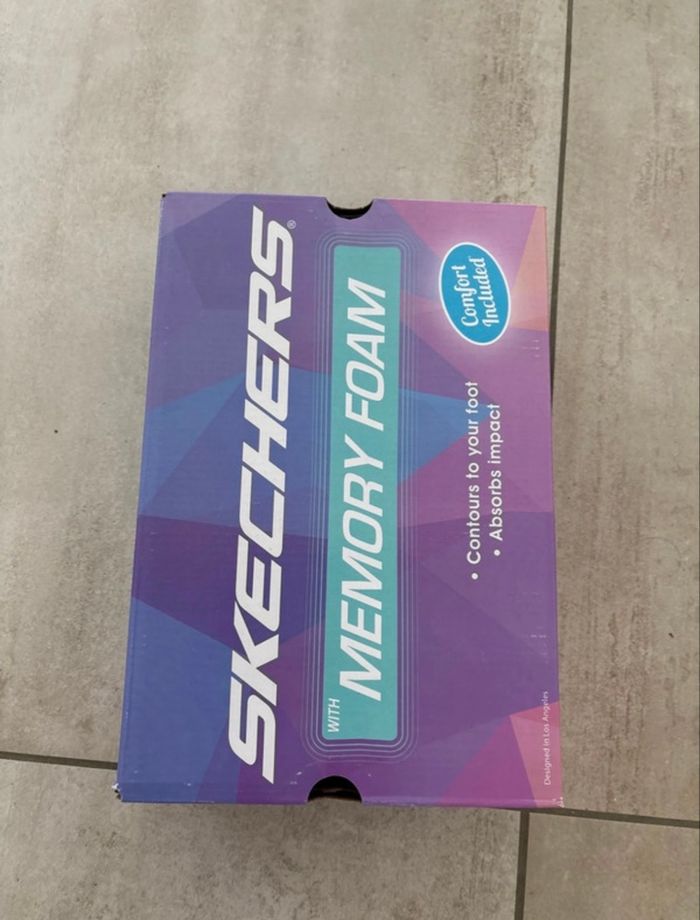 SKECHERS®
WITH
MEMORY FOAM
Comfort
Included
• Contours to your foot
• Absorbs impact
Designed in Los Angeles